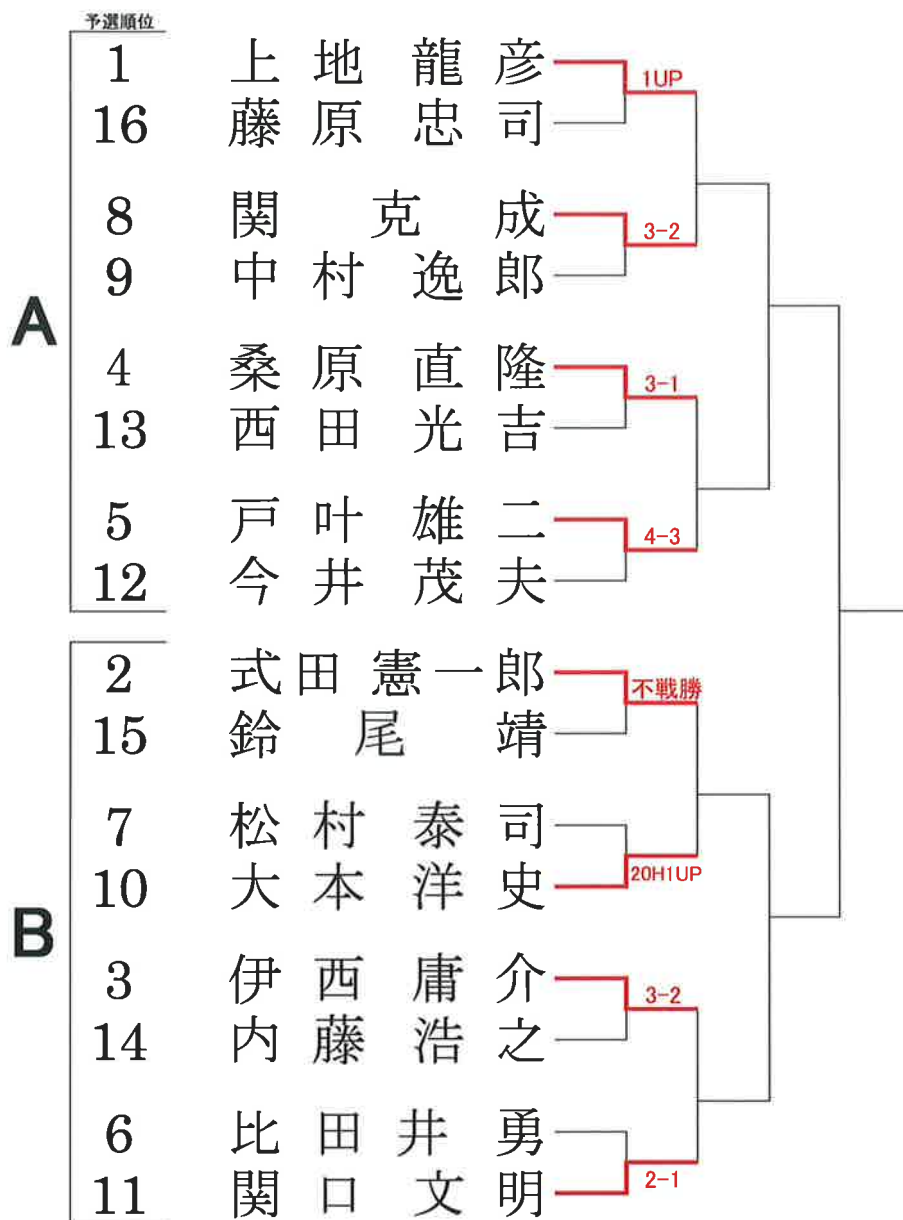 予選順位
1 上地龍彦
1UP
16 藤原忠司
8 関克成
3-2
9 中村逸郎
A
4 桑原直隆
3-1
13 西田光吉
5 戸叶雄二
4-3
12 今井茂夫
2 式田憲一郎
不戦勝
15 鈴尾靖
7 松村泰司
10 大本洋史
20H1UP
B
3 伊西庸介
3-2
14 内藤浩之
6 比田井勇
11 関口文明
2-1